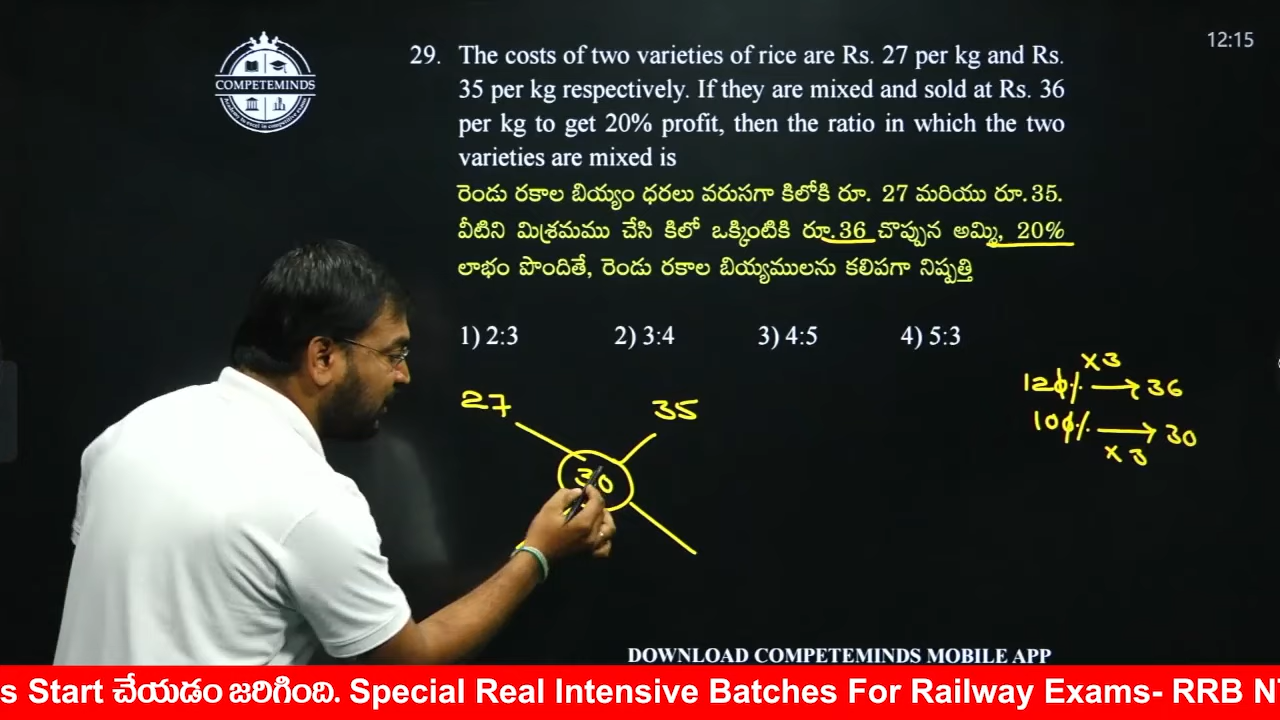 12:15
COMPETEMINDS
29. The costs of two varieties of rice are Rs. 27 per kg and Rs.
35 per kg respectively. If they are mixed and sold at Rs. 36
per kg to get 20% profit, then the ratio in which the two
varieties are mixed is
రెండు రకాల బియ్యం ధరలు వరుసగా కిలోకి రూ. 27 మరియు రూ.35.
వీటిని మిశ్రమము చేసి కిలో ఒక్కింటికి రూ.36 చొప్పున అమ్మి, 20%
లాభం పొందితే, రెండు రకాల బియ్యములను కలిపగా నిష్పత్తి
1) 2:3 2) 3:4 3) 4:5 4) 5:3
×3
120% → 36
100% → 30
×3
27 35
30
DOWNLOAD COMPETEMINDS MOBILE APP
s Start చేయడం జరిగింది. Special Real Intensive Batches For Railway Exams- RRB NT